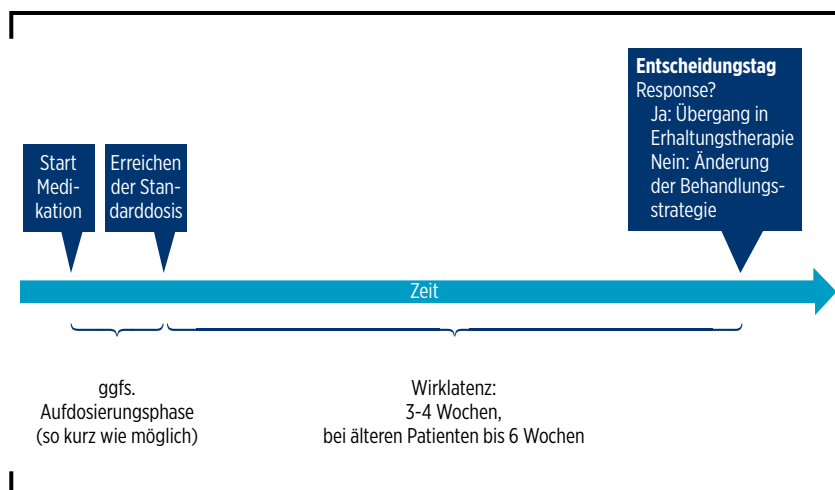 Entscheidungstag
Response?
Ja: Übergang in
Erhaltungstherapie
Nein: Änderung
der Behandlungs-
strategie
Start
Medi-
kation
Erreichen
der Stan-
darddosis
Zeit
ggfs.
Aufdosierungsphase
(so kurz wie möglich)
Wirklatenz:
3-4 Wochen,
bei älteren Patienten bis 6 Wochen